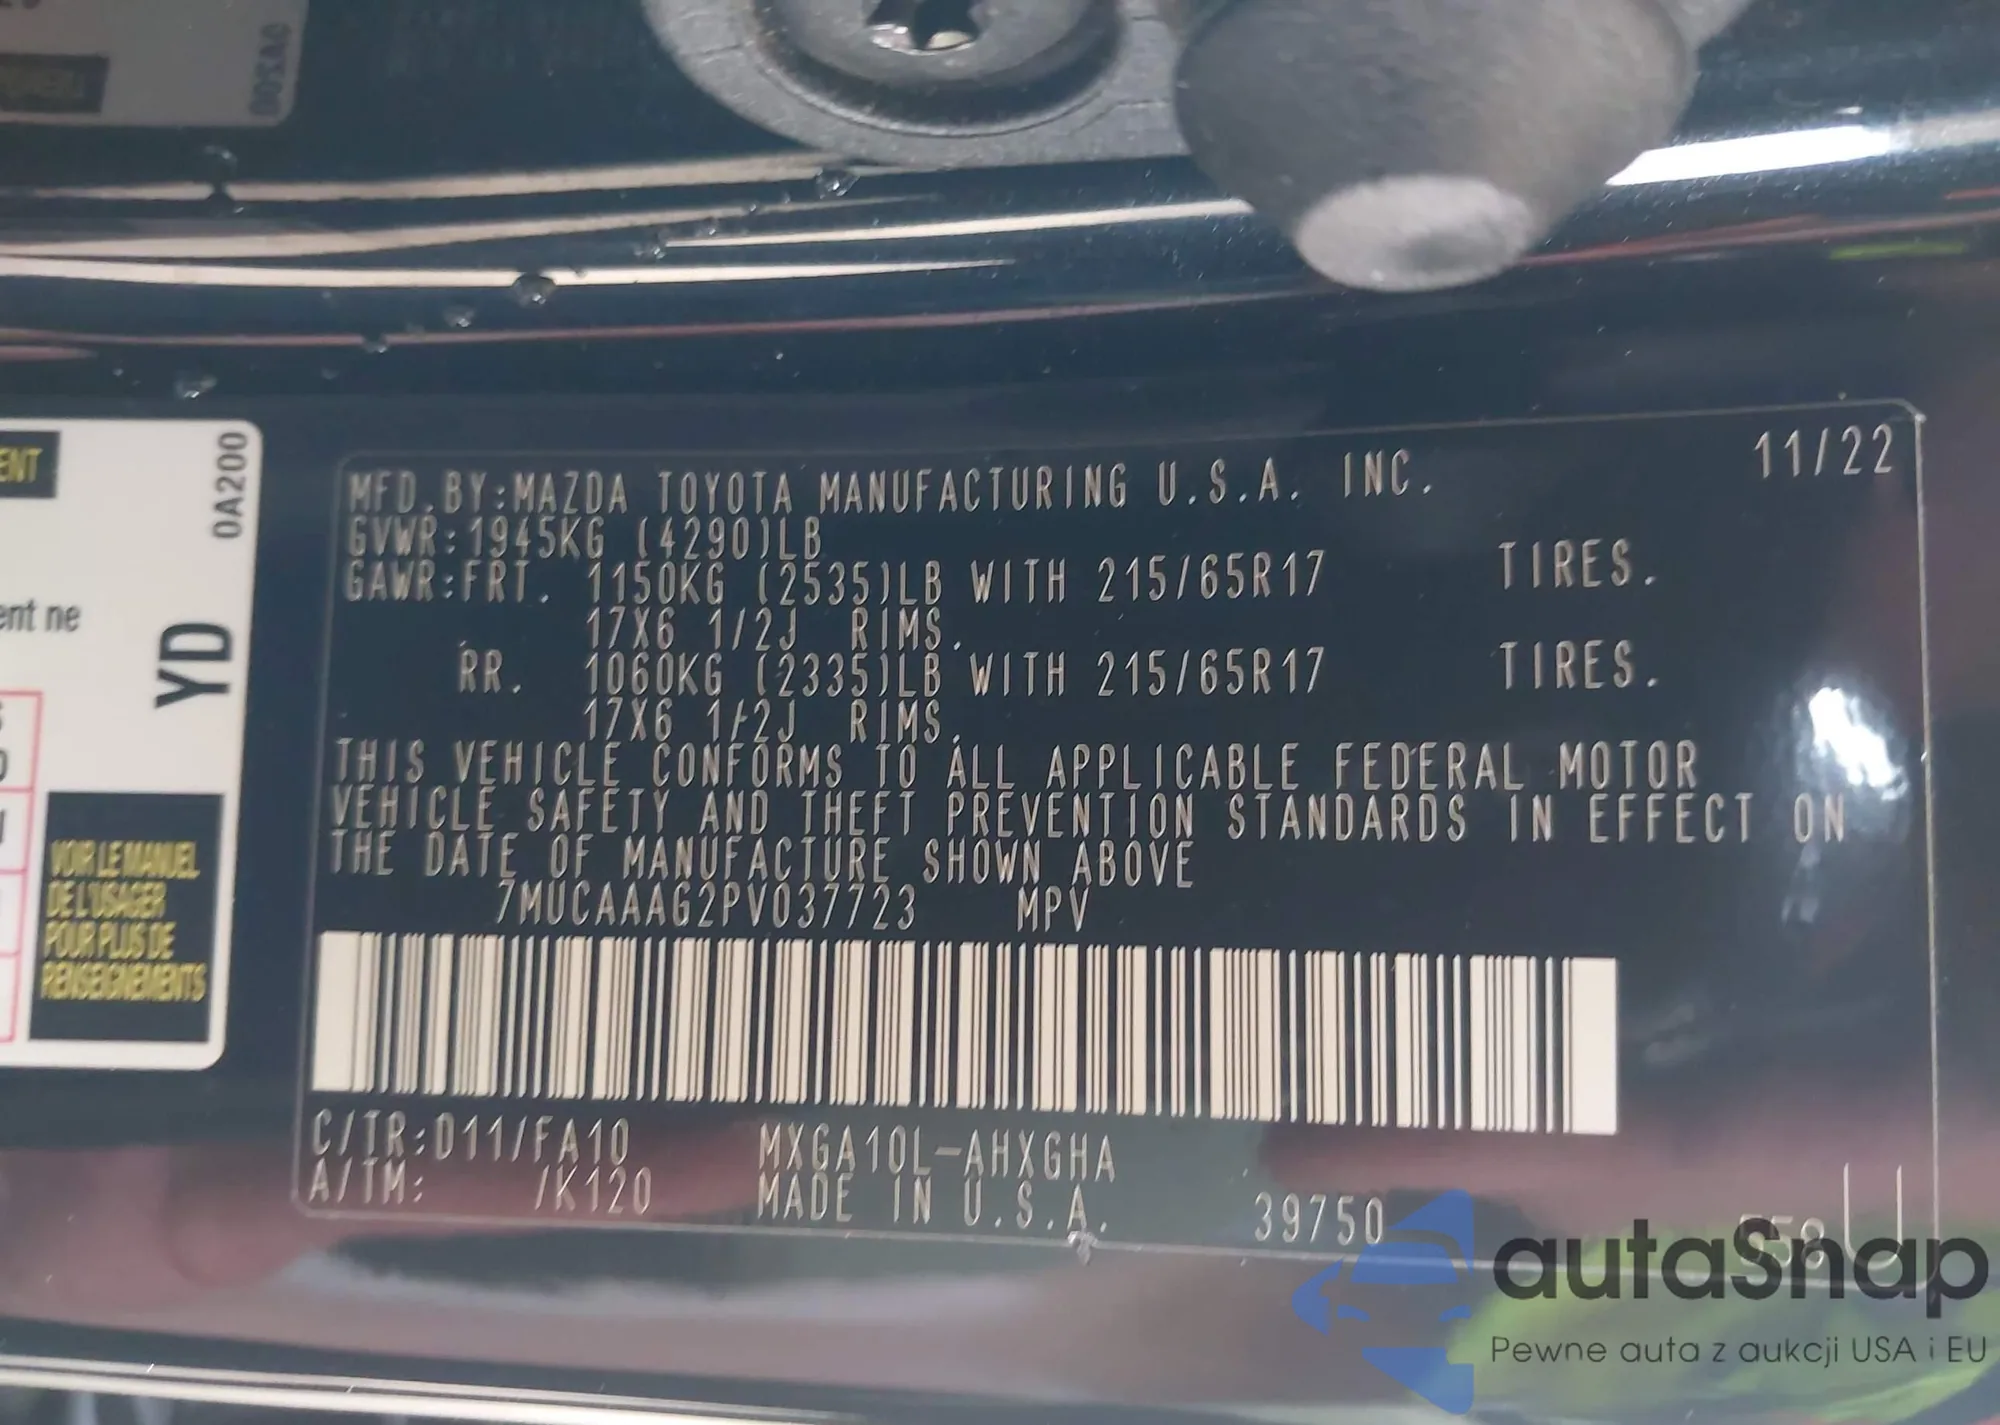 00SA0
ENT
0A200
ent ne
YD
VOIR LE MANUEL
DE L'USAGER
POUR PLUS DE
RENSEIGNEMENTS
MFD.BY:MAZDA TOYOTA MANUFACTURING U.S.A. INC. 11/22
GVWR:1945KG (4290)LB
GAWR:FRT. 1150KG (2535)LB WITH 215/65R17 TIRES.
17X6 1/2J RIMS.
RR. 1060KG (2335)LB WITH 215/65R17 TIRES.
17X6 1/2J RIMS.
THIS VEHICLE CONFORMS TO ALL APPLICABLE FEDERAL MOTOR
VEHICLE SAFETY AND THEFT PREVENTION STANDARDS IN EFFECT ON
THE DATE OF MANUFACTURE SHOWN ABOVE
7MUCAAAG2PV037723 MPV
C/TR:D11/FA10 MXGA10L-AHXGHA
A/TM: /K120 MADE IN U.S.A. 39750
autaSnap
Pewne auta z aukcji USA i EU